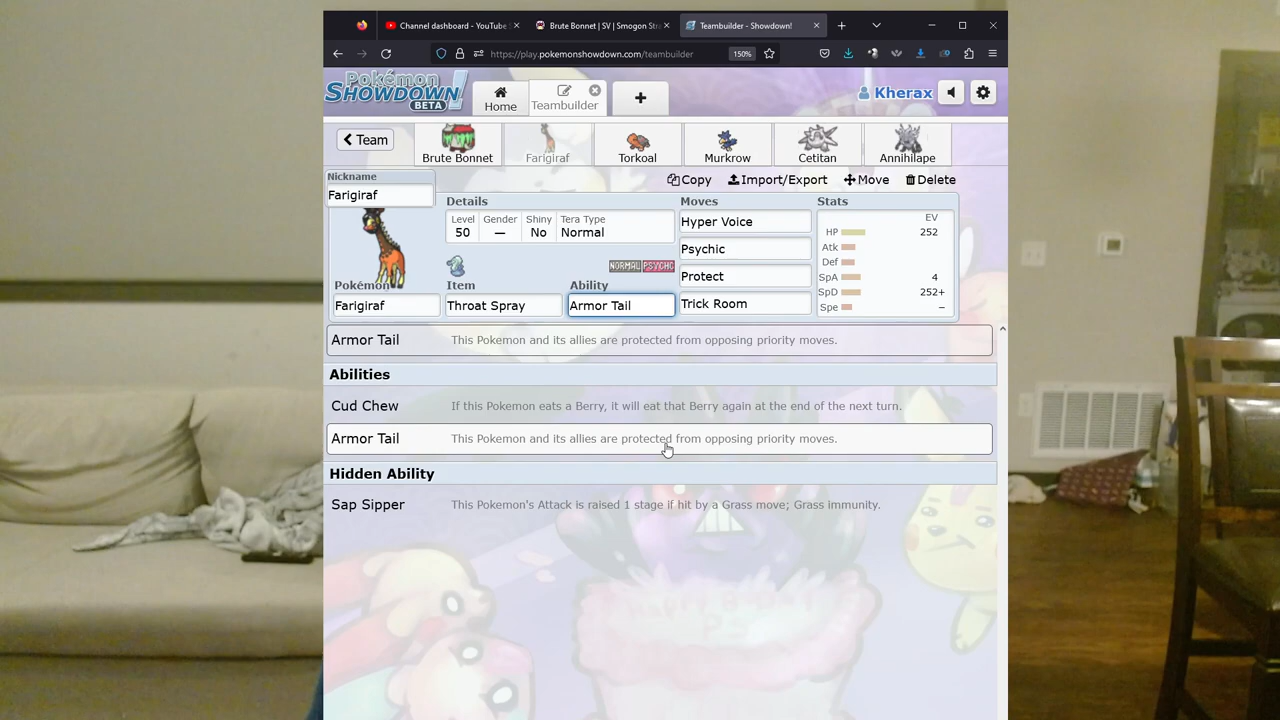 Channel dashboard - YouTube
Brute Bonnet | SV | Smogon Str
Teambuilder - Showdown!
https://play.pokemonshowdown.com/teambuilder
150%
Pokémon
SHOWDOWN!
BETA
Home
Teambuilder
Kherax
Team
Brute Bonnet
Farigiraf
Torkoal
Murkrow
Cetitan
Annihilape
Nickname
Farigiraf
Copy
Import/Export
Move
Delete
Details
Level
Gender
Shiny
Tera Type
50
—
No
Normal
Moves
Hyper Voice
Psychic
Protect
Trick Room
Stats
EV
HP 252
Atk
Def
SpA 4
SpD 252+
Spe –
NORMAL PSYCHC
Pokémon
Farigiraf
Item
Throat Spray
Ability
Armor Tail
Armor Tail This Pokemon and its allies are protected from opposing priority moves.
Abilities
Cud Chew If this Pokemon eats a Berry, it will eat that Berry again at the end of the next turn.
Armor Tail This Pokemon and its allies are protected from opposing priority moves.
Hidden Ability
Sap Sipper This Pokemon's Attack is raised 1 stage if hit by a Grass move; Grass immunity.